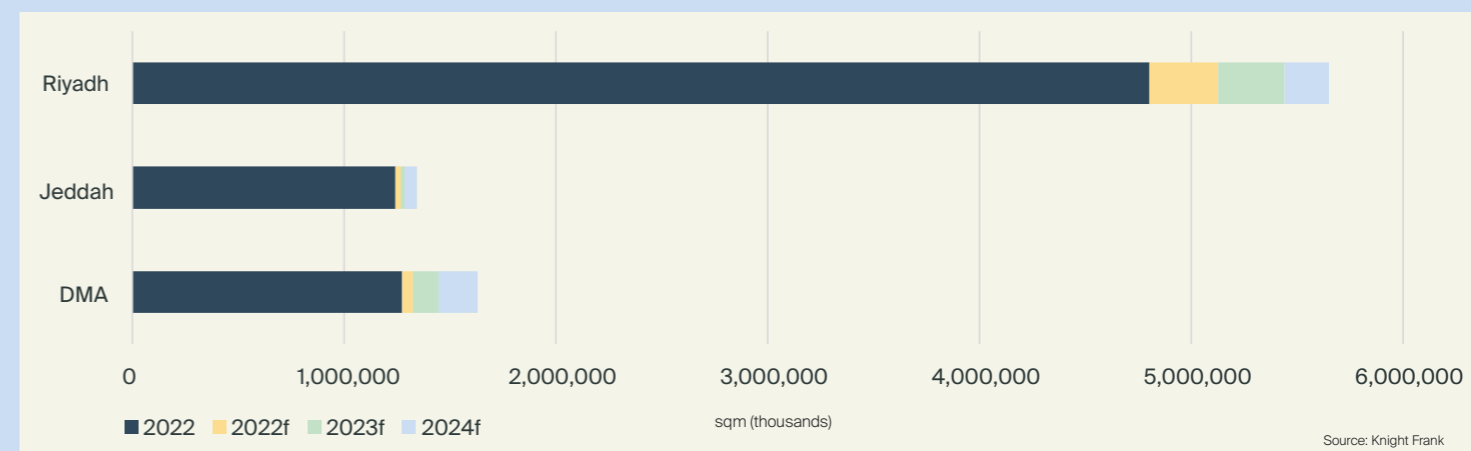 Riyadh
Jeddah
DMA
0 1,000,000 2,000,000 3,000,000 4,000,000 5,000,000 6,000,000
sqm (thousands)
2022 2022f 2023f 2024f
Source: Knight Frank